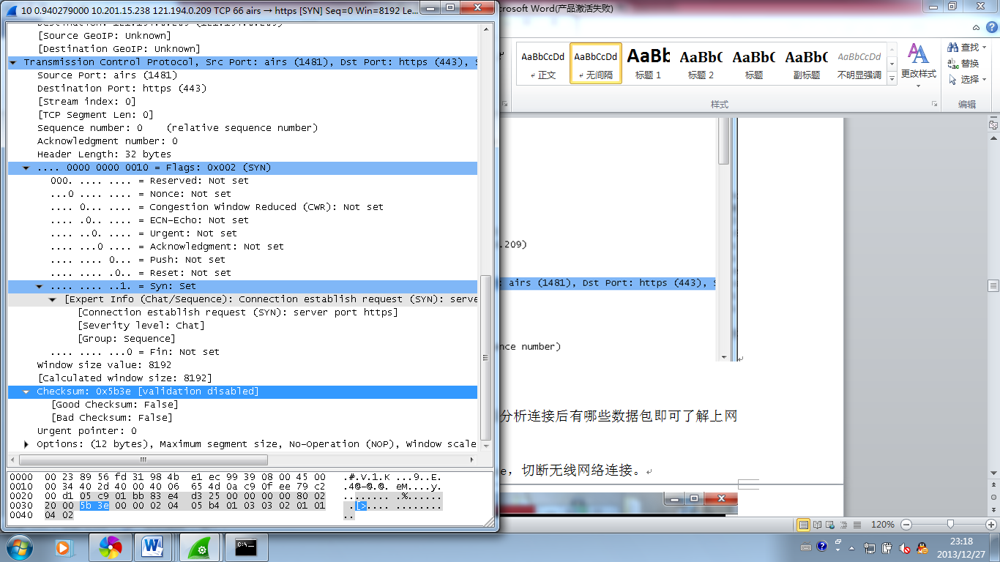 10 0.940279000 10.201.15.238 121.194.0.209 TCP 66 airs → https [SYN] Seq=0 Win=8192 Le...
[Source GeoIP: Unknown]
[Destination GeoIP: Unknown]
Transmission Control Protocol, Src Port: airs (1481), Dst Port: https (443), S
Source Port: airs (1481)
Destination Port: https (443)
[Stream index: 0]
[TCP Segment Len: 0]
Sequence number: 0    (relative sequence number)
Acknowledgment number: 0
Header Length: 32 bytes
.... 0000 0000 0010 = Flags: 0x002 (SYN)
000. .... .... = Reserved: Not set
...0 .... .... = Nonce: Not set
.... 0... .... = Congestion Window Reduced (CWR): Not set
.... .0.. .... = ECN-Echo: Not set
.... ..0. .... = Urgent: Not set
.... ...0 .... = Acknowledgment: Not set
.... .... 0... = Push: Not set
.... .... .0.. = Reset: Not set
.... .... ..1. = Syn: Set
[Expert Info (Chat/Sequence): Connection establish request (SYN): serve
[Connection establish request (SYN): server port https]
[Severity level: Chat]
[Group: Sequence]
.... .... ...0 = Fin: Not set
Window size value: 8192
[Calculated window size: 8192]
Checksum: 0x5b3e [validation disabled]
[Good Checksum: False]
[Bad Checksum: False]
Urgent pointer: 0
Options: (12 bytes), Maximum segment size, No-Operation (NOP), Window scale
0000 00 23 89 56 fd 31 98 4b e1 ec 99 39 08 00 45 00 .#.V.1.K ...9..E.
0010 00 34 40 2d 40 00 40 06 65 4d 0a c9 0f ee 79 c2 .4@-@.@. eM....y.
0020 00 d1 05 c9 01 bb 83 e4 d3 25 00 00 00 00 80 02 ........ .%......
0030 20 00 5b 3e 00 00 02 04 05 b4 01 03 03 02 01 01 .[>.... ........
0040 04 02 ..
crosoft Word(产品激活失败)
AaBbCcDd AaBbCcDd AaBb AaBbC AaBbC AaBbC AaBbCcDd
正文 无间隔 标题 1 标题 2 标题 副标题 不明显强调
更改样式
查找
替换
选择
样式
编辑
.209)
airs (1481), Dst Port: https (443), S
nce number)
分析连接后有哪些数据包即可了解上网
e，切断无线网络连接。
120%
23:18
2013/12/27